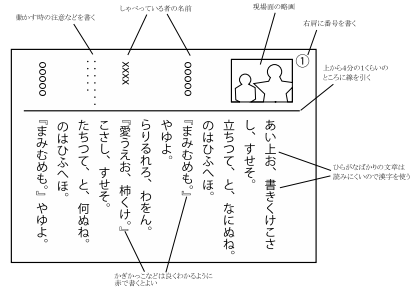 動かす時の注意などを書く
しゃべっている者の名前
現場面の略画
右肩に番号を書く
上から4分の1くらいの
ところに線を引く
①
あい上お、書きくけこさ
し、すせそ。
立ちつて、と、なにぬね。
のはひふへほ。
○○○○
『まみむめも。』
やゆよ。
らりるれろ、わをん。
××××
『愛うえお、柿くけ。』
こさし、すせそ。
たちつて、と、何ぬね。
のはひふへほ。
○○○○
『まみむめも。』やゆよ。
ひらがなばかりの文章は
読みにくいので漢字を使う
かぎかっこなどは良くわかるように
赤で書くとよい